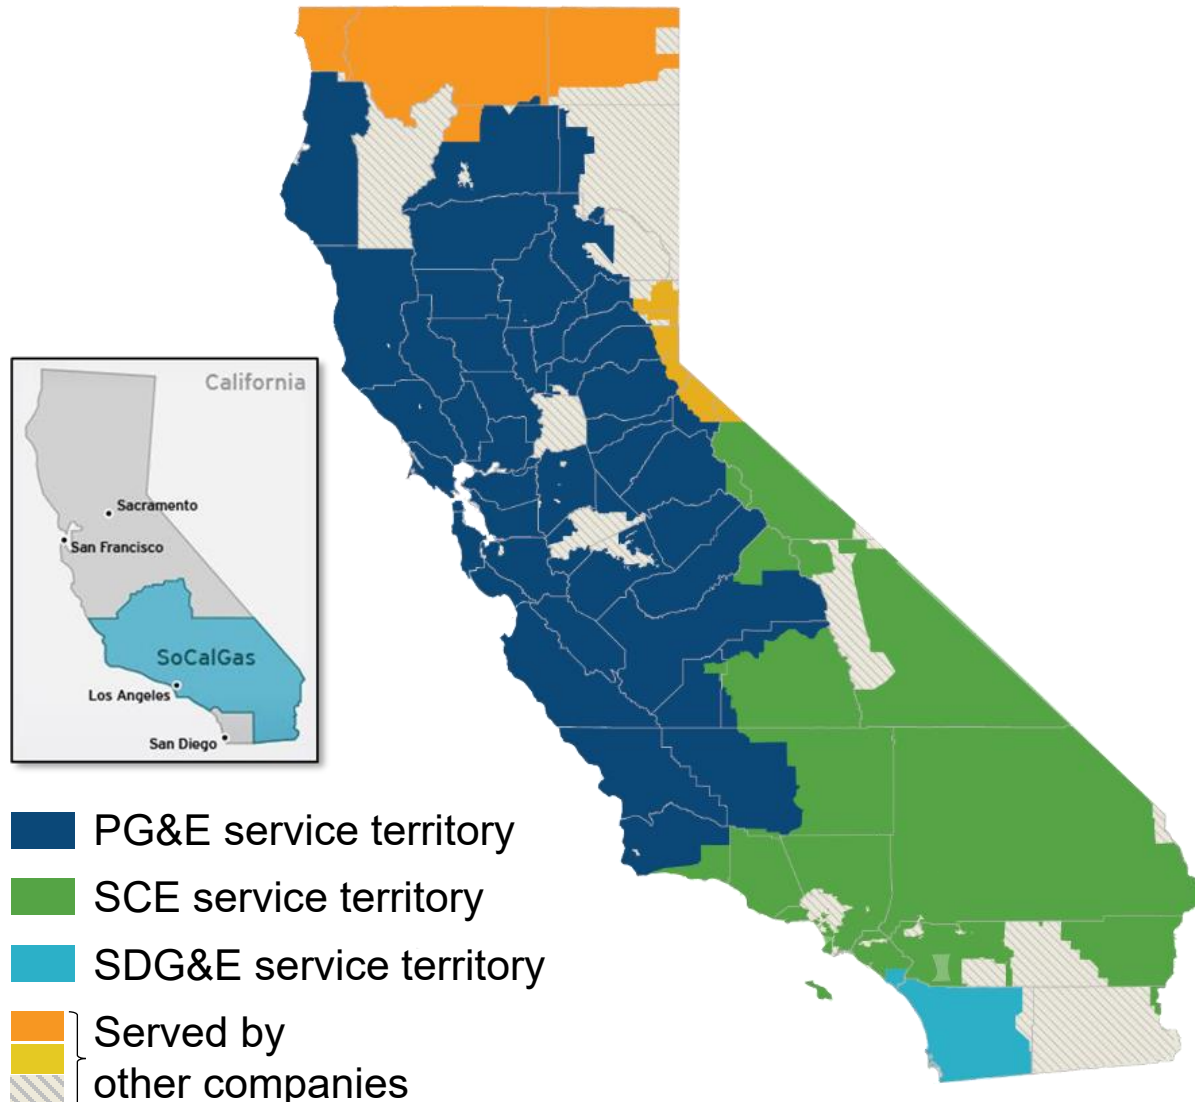 California
Sacramento
San Francisco
SoCalGas
Los Angeles
San Diego
PG&E service territory
SCE service territory
SDG&E service territory
Served by
other companies